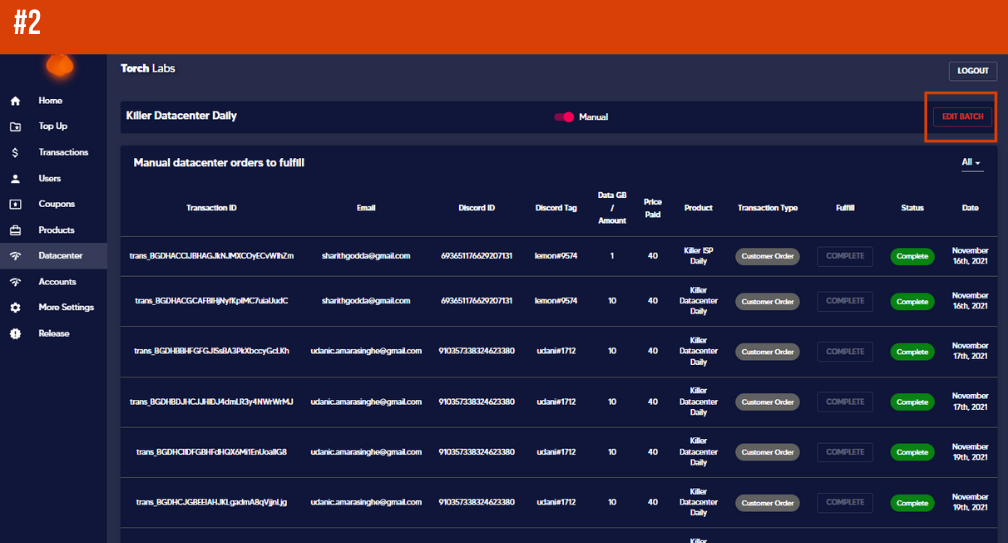 #2
Torch Labs
LOGOUT
Home
Top Up
Transactions
Users
Coupons
Products
Datacenter
Accounts
More Settings
Release
Killer Datacenter Daily
Manual
EDIT BATCH
Manual datacenter orders to fulfill
All
Transaction ID Email Discord ID Discord Tag Data GB / Amount Price Paid Product Transaction Type Fulfill Status Date
sharithgodda@gmail.com 693651176629207131 lemon#9574 1 40 Killer ISP Daily Customer Order COMPLETE Complete November 16th, 2021
sharithgodda@gmail.com 693651176629207131 lemon#9574 10 40 Killer Datacenter Daily Customer Order COMPLETE Complete November 16th, 2021
udanic.amarasinghe@gmail.com 910357338324623380 udani#1712 10 40 Killer Datacenter Daily Customer Order COMPLETE Complete November 17th, 2021
udanic.amarasinghe@gmail.com 910357338324623380 udani#1712 10 40 Killer Datacenter Daily Customer Order COMPLETE Complete November 17th, 2021
udanic.amarasinghe@gmail.com 910357338324623380 udani#1712 10 40 Killer Datacenter Daily Customer Order COMPLETE Complete November 19th, 2021
udanic.amarasinghe@gmail.com 910357338324623380 udani#1712 10 40 Killer Datacenter Daily Customer Order COMPLETE Complete November 19th, 2021
Killer